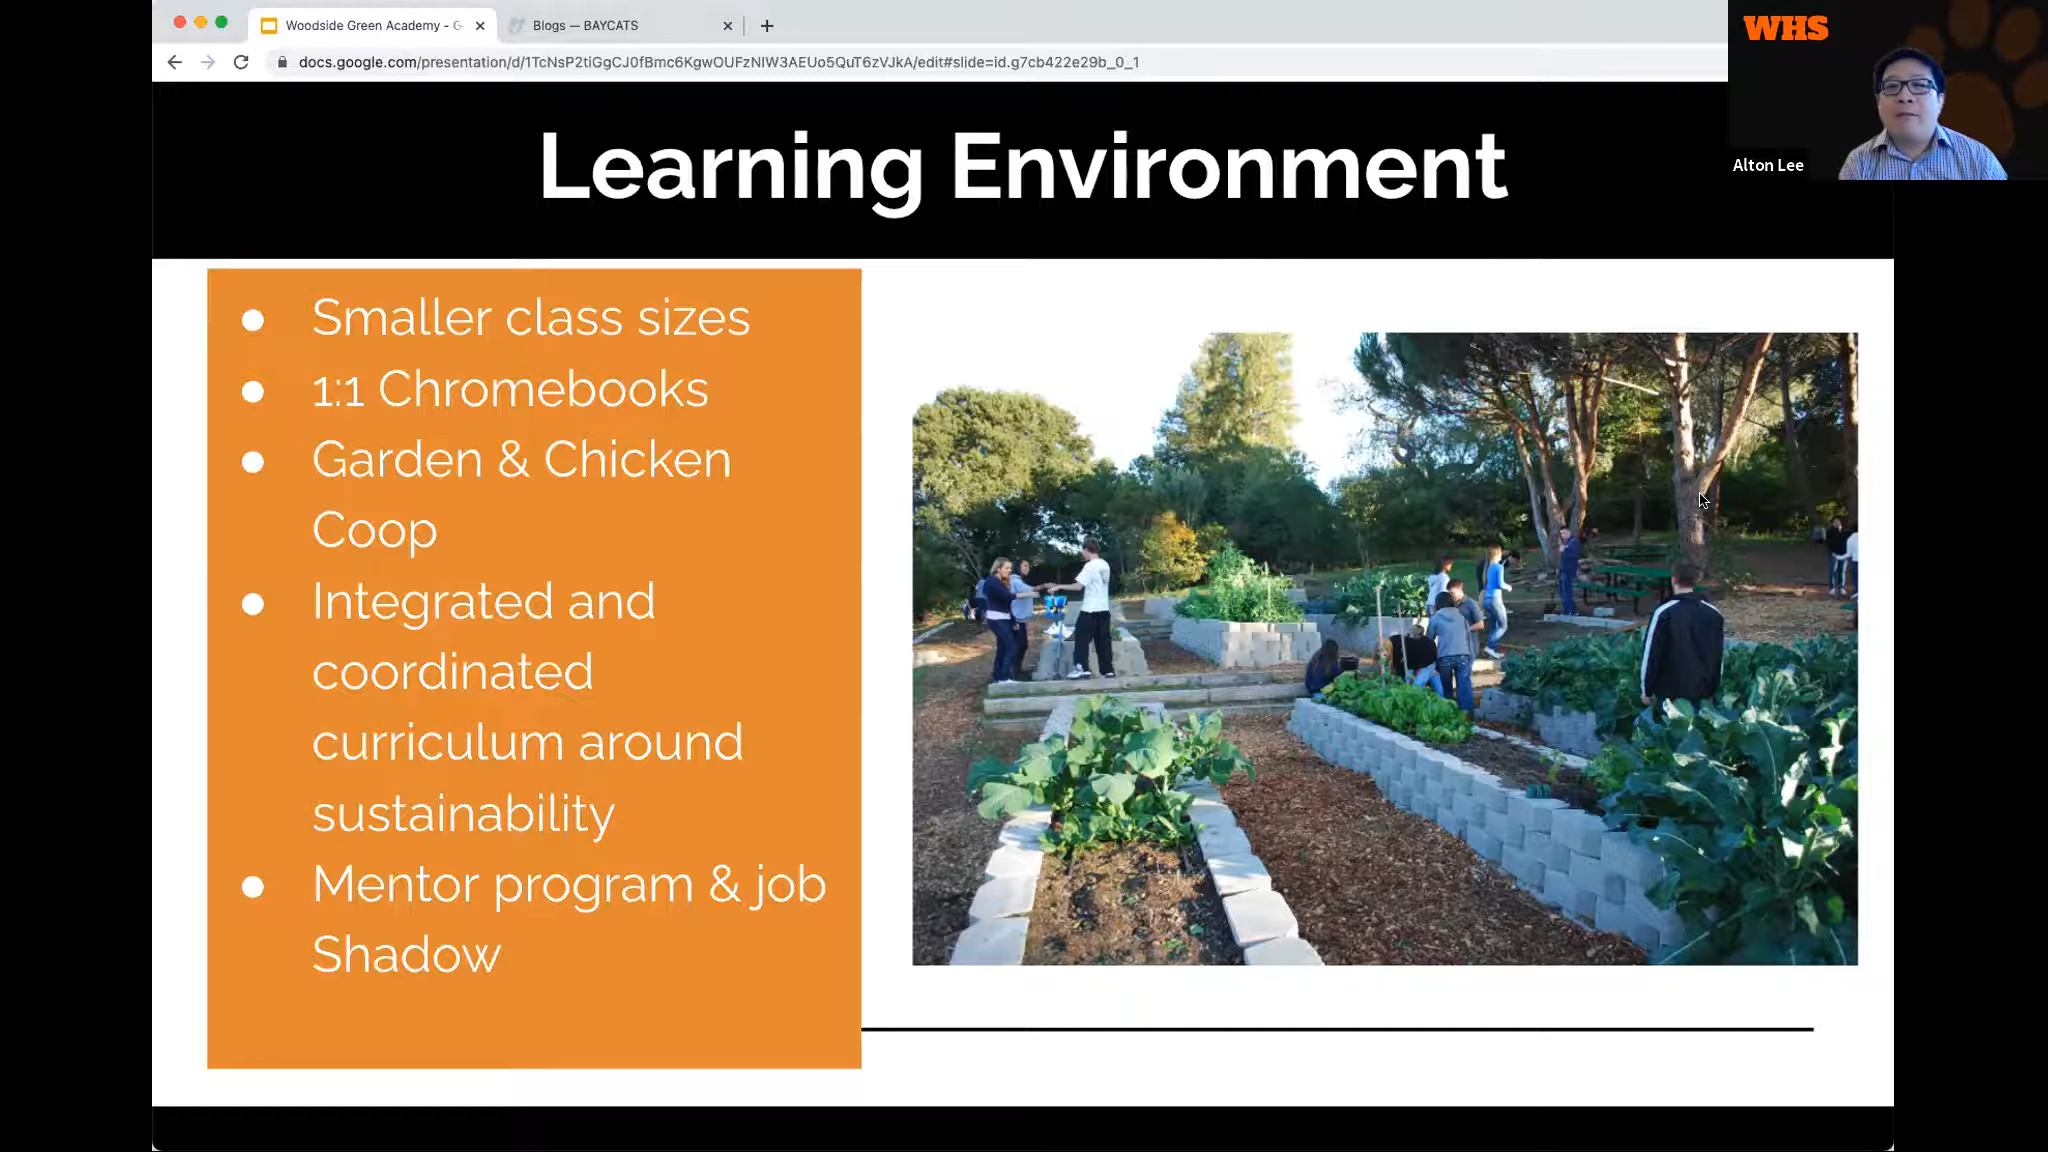 Woodside Green Academy - G
Blogs — BAYCATS
docs.google.com/presentation/d/1TcNsP2tiGgCJ0fBmc6KgwOUFzNIW3AEUo5QuT6zVJkA/edit#slide=id.g7cb422e29b_0_1
WHS
Alton Lee
Learning Environment
Smaller class sizes
1:1 Chromebooks
Garden & Chicken
Coop
Integrated and
coordinated
curriculum around
sustainability
Mentor program & job
Shadow